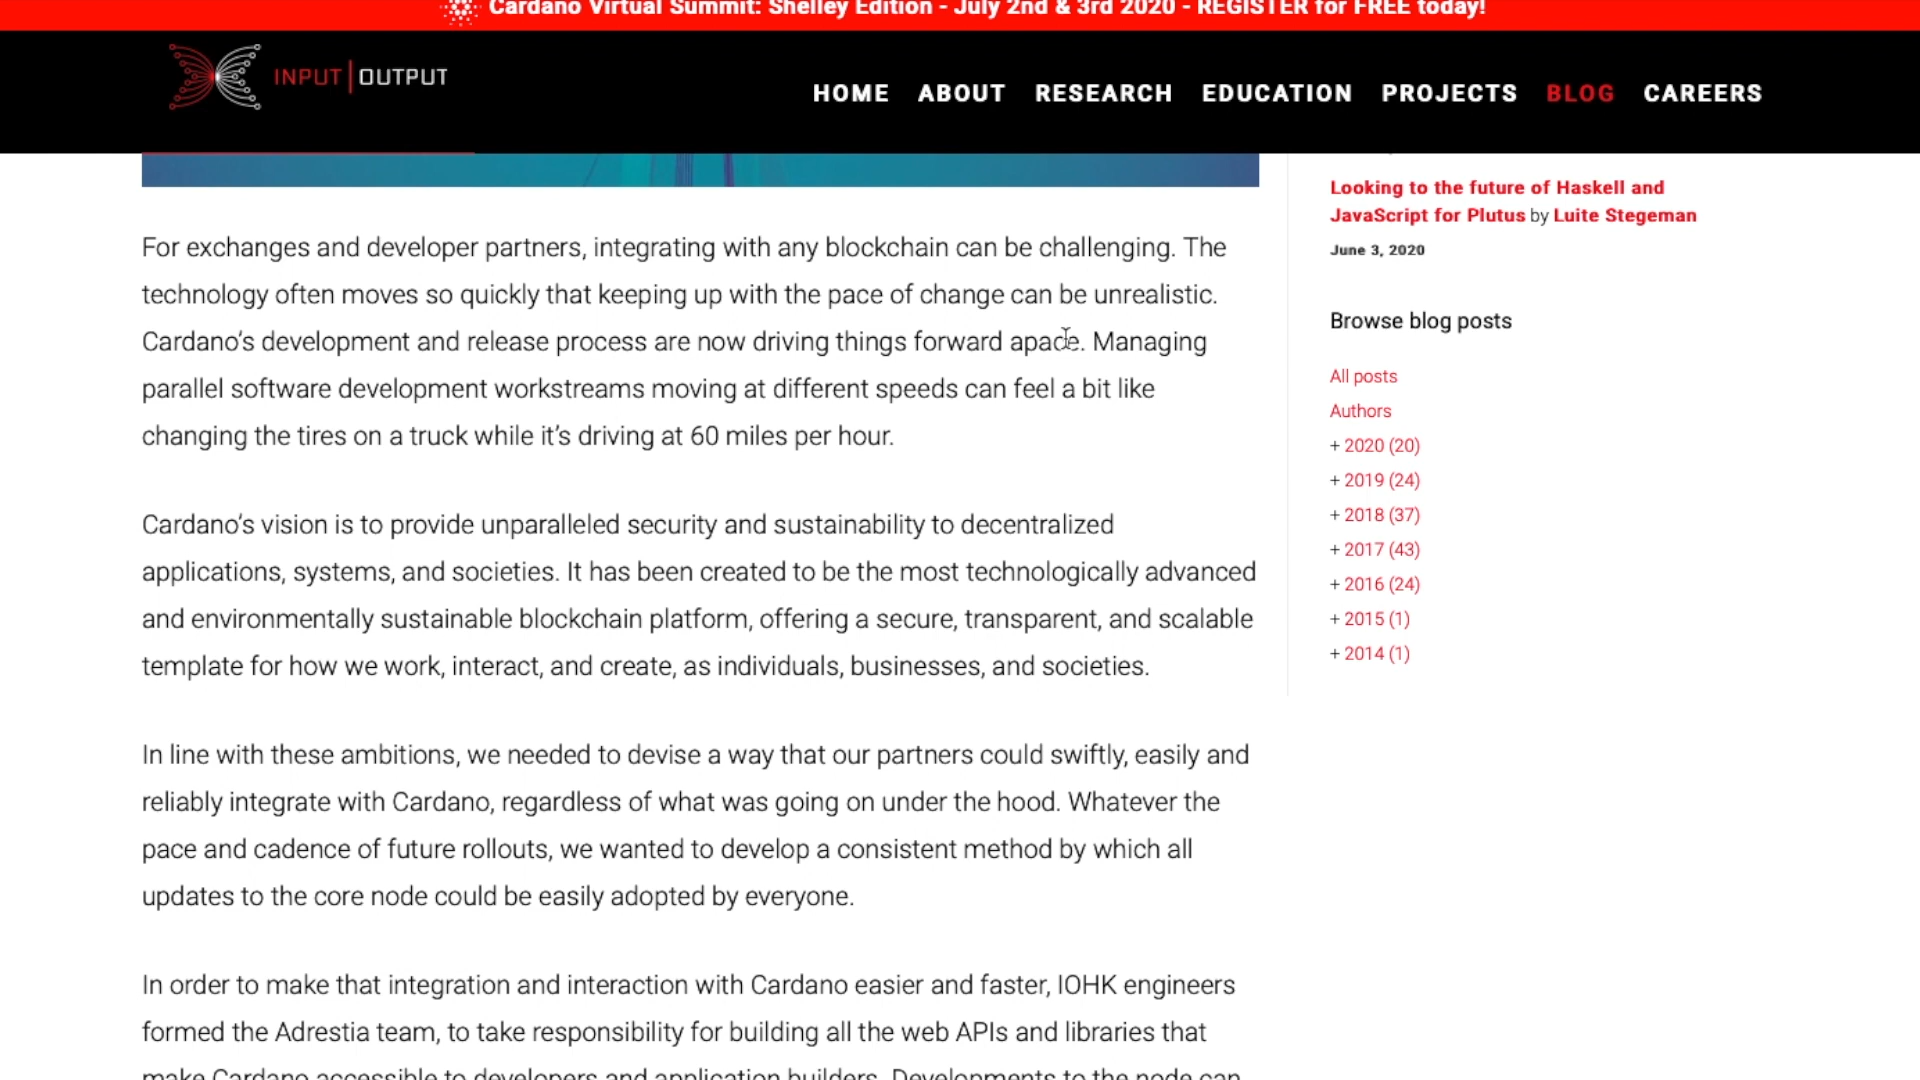 Cardano Virtual Summit: Shelley Edition - July 2nd & 3rd 2020 - REGISTER for FREE today!
INPUT | OUTPUT
HOME ABOUT RESEARCH EDUCATION PROJECTS BLOG CAREERS
For exchanges and developer partners, integrating with any blockchain can be challenging. The
technology often moves so quickly that keeping up with the pace of change can be unrealistic.
Cardano’s development and release process are now driving things forward apace. Managing
parallel software development workstreams moving at different speeds can feel a bit like
changing the tires on a truck while it’s driving at 60 miles per hour.
Cardano’s vision is to provide unparalleled security and sustainability to decentralized
applications, systems, and societies. It has been created to be the most technologically advanced
and environmentally sustainable blockchain platform, offering a secure, transparent, and scalable
template for how we work, interact, and create, as individuals, businesses, and societies.
In line with these ambitions, we needed to devise a way that our partners could swiftly, easily and
reliably integrate with Cardano, regardless of what was going on under the hood. Whatever the
pace and cadence of future rollouts, we wanted to develop a consistent method by which all
updates to the core node could be easily adopted by everyone.
In order to make that integration and interaction with Cardano easier and faster, IOHK engineers
formed the Adrestia team, to take responsibility for building all the web APIs and libraries that
make Cardano accessible to developers and application builders. Developments to the node can
Looking to the future of Haskell and
JavaScript for Plutus by Luite Stegeman
June 3, 2020
Browse blog posts
All posts
Authors
+ 2020 (20)
+ 2019 (24)
+ 2018 (37)
+ 2017 (43)
+ 2016 (24)
+ 2015 (1)
+ 2014 (1)